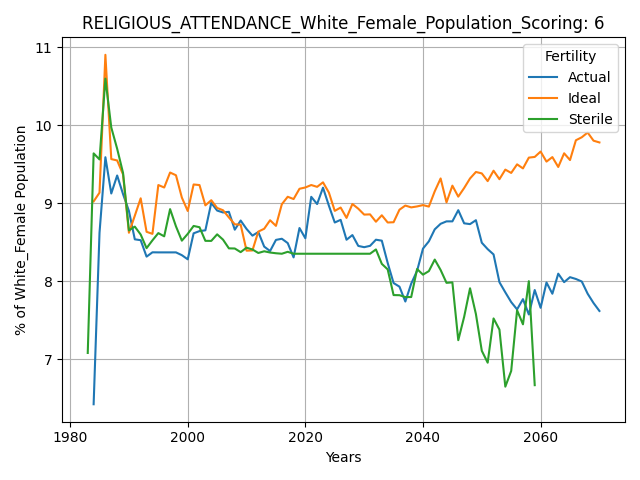 RELIGIOUS_ATTENDANCE_White_Female_Population_Scoring: 6
Fertility
Actual
Ideal
Sterile
% of White_Female Population
11
10
9
8
7
1980
2000
2020
2040
2060
Years